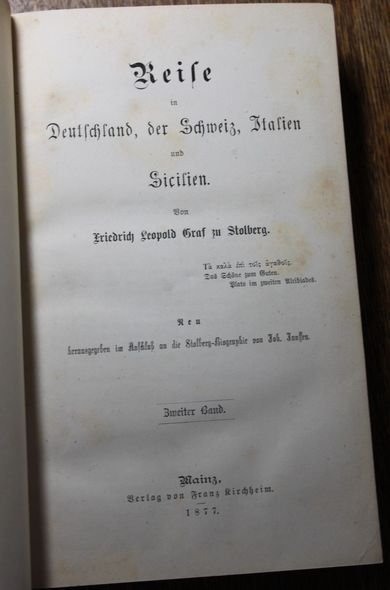 Reise
in
Deutschland, der Schweiz, Italien
und
Sicilien.
Von
Friedrich Leopold Graf zu Stolberg.
Τὰ καλὰ ἐπὶ τοῖς ἀγαθοῖς.
Das Schöne zum Guten.
Plato im zweiten Alkibiades.
Neu
herausgegeben im Anschluß an die Stolberg-Biographie von Joh. Janssen.
Zweiter Band.
Mainz,
Verlag von Franz Kirchheim.
1877.